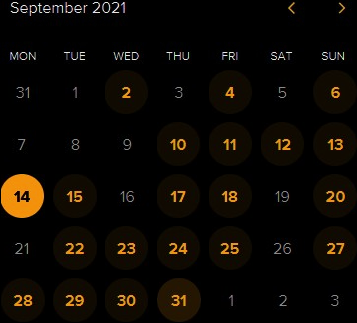 September 2021
MON TUE WED THU FRI SAT SUN
31 1 2 3 4 5 6
7 8 9 10 11 12 13
14 15 16 17 18 19 20
21 22 23 24 25 26 27
28 29 30 31 1 2 3